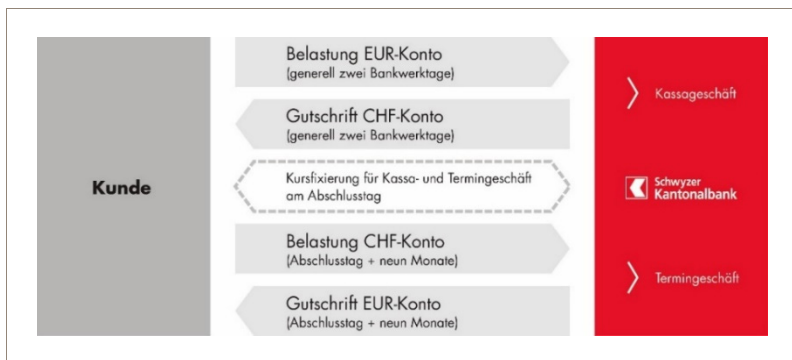 Belastung EUR-Konto
(generell zwei Bankwerktage)
Kassageschäft
Gutschrift CHF-Konto
(generell zwei Bankwerktage)
Kunde
Kursfixierung für Kassa- und Termingeschäft
am Abschlusstag
Schwyzer
Kantonalbank
Belastung CHF-Konto
(Abschlusstag + neun Monate)
Termingeschäft
Gutschrift EUR-Konto
(Abschlusstag + neun Monate)